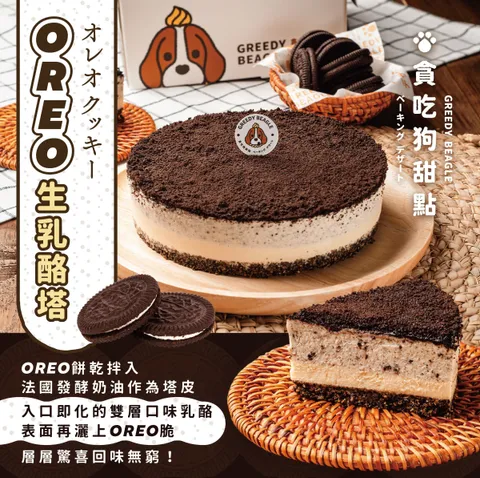 オレオクッキー
OREO生乳酪塔
GREEDY
BEAGLE
貪吃狗甜點
GREEDY BEAGLE
ベーキング デザート
GREEDY BEAGLE
OREO餅乾拌入
法國發酵奶油作為塔皮
入口即化的雙層口味乳酪
表面再灑上OREO脆
層層驚喜回味無窮！